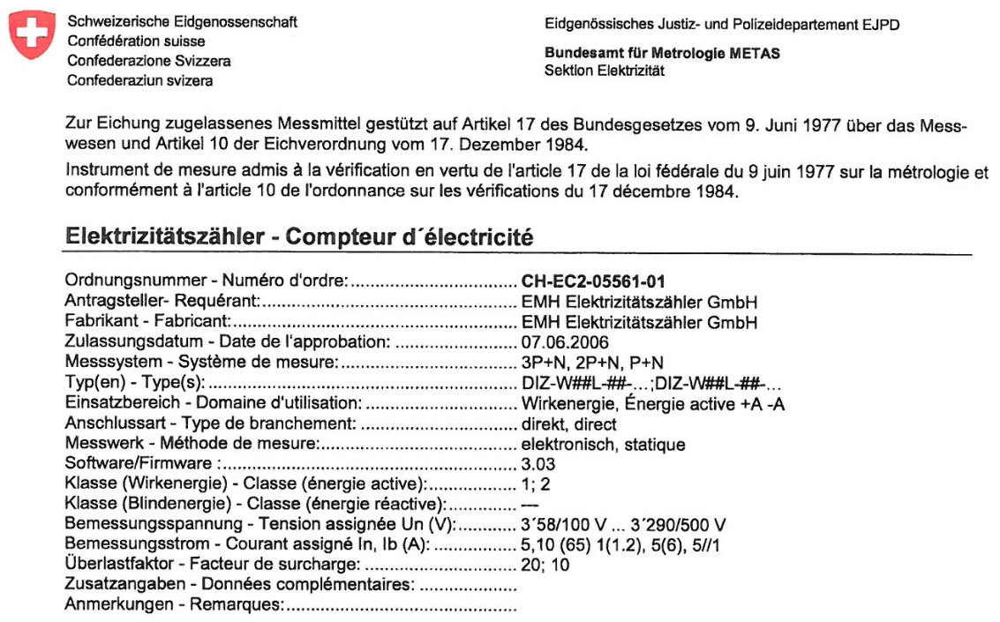 Schweizerische Eidgenossenschaft
Confédération suisse
Confederazione Svizzera
Confederaziun svizera
Eidgenössisches Justiz- und Polizeidepartement EJPD
Bundesamt für Metrologie METAS
Sektion Elektrizität
Zur Eichung zugelassenes Messmittel gestützt auf Artikel 17 des Bundesgesetzes vom 9. Juni 1977 über das Mess-
wesen und Artikel 10 der Eichverordnung vom 17. Dezember 1984.
Instrument de mesure admis à la vérification en vertu de l'article 17 de la loi fédérale du 9 juin 1977 sur la métrologie et
conformément à l'article 10 de l'ordonnance sur les vérifications du 17 décembre 1984.
Elektrizitätszähler - Compteur d´électricité
Ordnungsnummer - Numéro d'ordre:................................. CH-EC2-05561-01
Antragsteller- Requérant:.................................................. EMH Elektrizitätszähler GmbH
Fabrikant - Fabricant:........................................................ EMH Elektrizitätszähler GmbH
Zulassungsdatum - Date de l'approbation: ........................ 07.06.2006
Messsystem - Système de mesure:................................... 3P+N, 2P+N, P+N
Typ(en) - Type(s): ............................................................. DIZ-W##L-##-...;DIZ-W##L-##-...
Einsatzbereich - Domaine d'utilisation: .............................. Wirkenergie, Énergie active +A -A
Anschlussart - Type de branchement: ............................... direkt, direct
Messwerk - Méthode de mesure:....................................... elektronisch, statique
Software/Firmware :.......................................................... 3.03
Klasse (Wirkenergie) - Classe (énergie active):................. 1; 2
Klasse (Blindenergie) - Classe (énergie réactive):............. ---
Bemessungsspannung - Tension assignée Un (V):............ 3´58/100 V ... 3´290/500 V
Bemessungsstrom - Courant assigné In, Ib (A): ................ 5,10 (65) 1(1.2), 5(6), 5//1
Überlastfaktor - Facteur de surcharge: .............................. 20; 10
Zusatzangaben - Données complémentaires: ...................
Anmerkungen - Remarques:..............................................